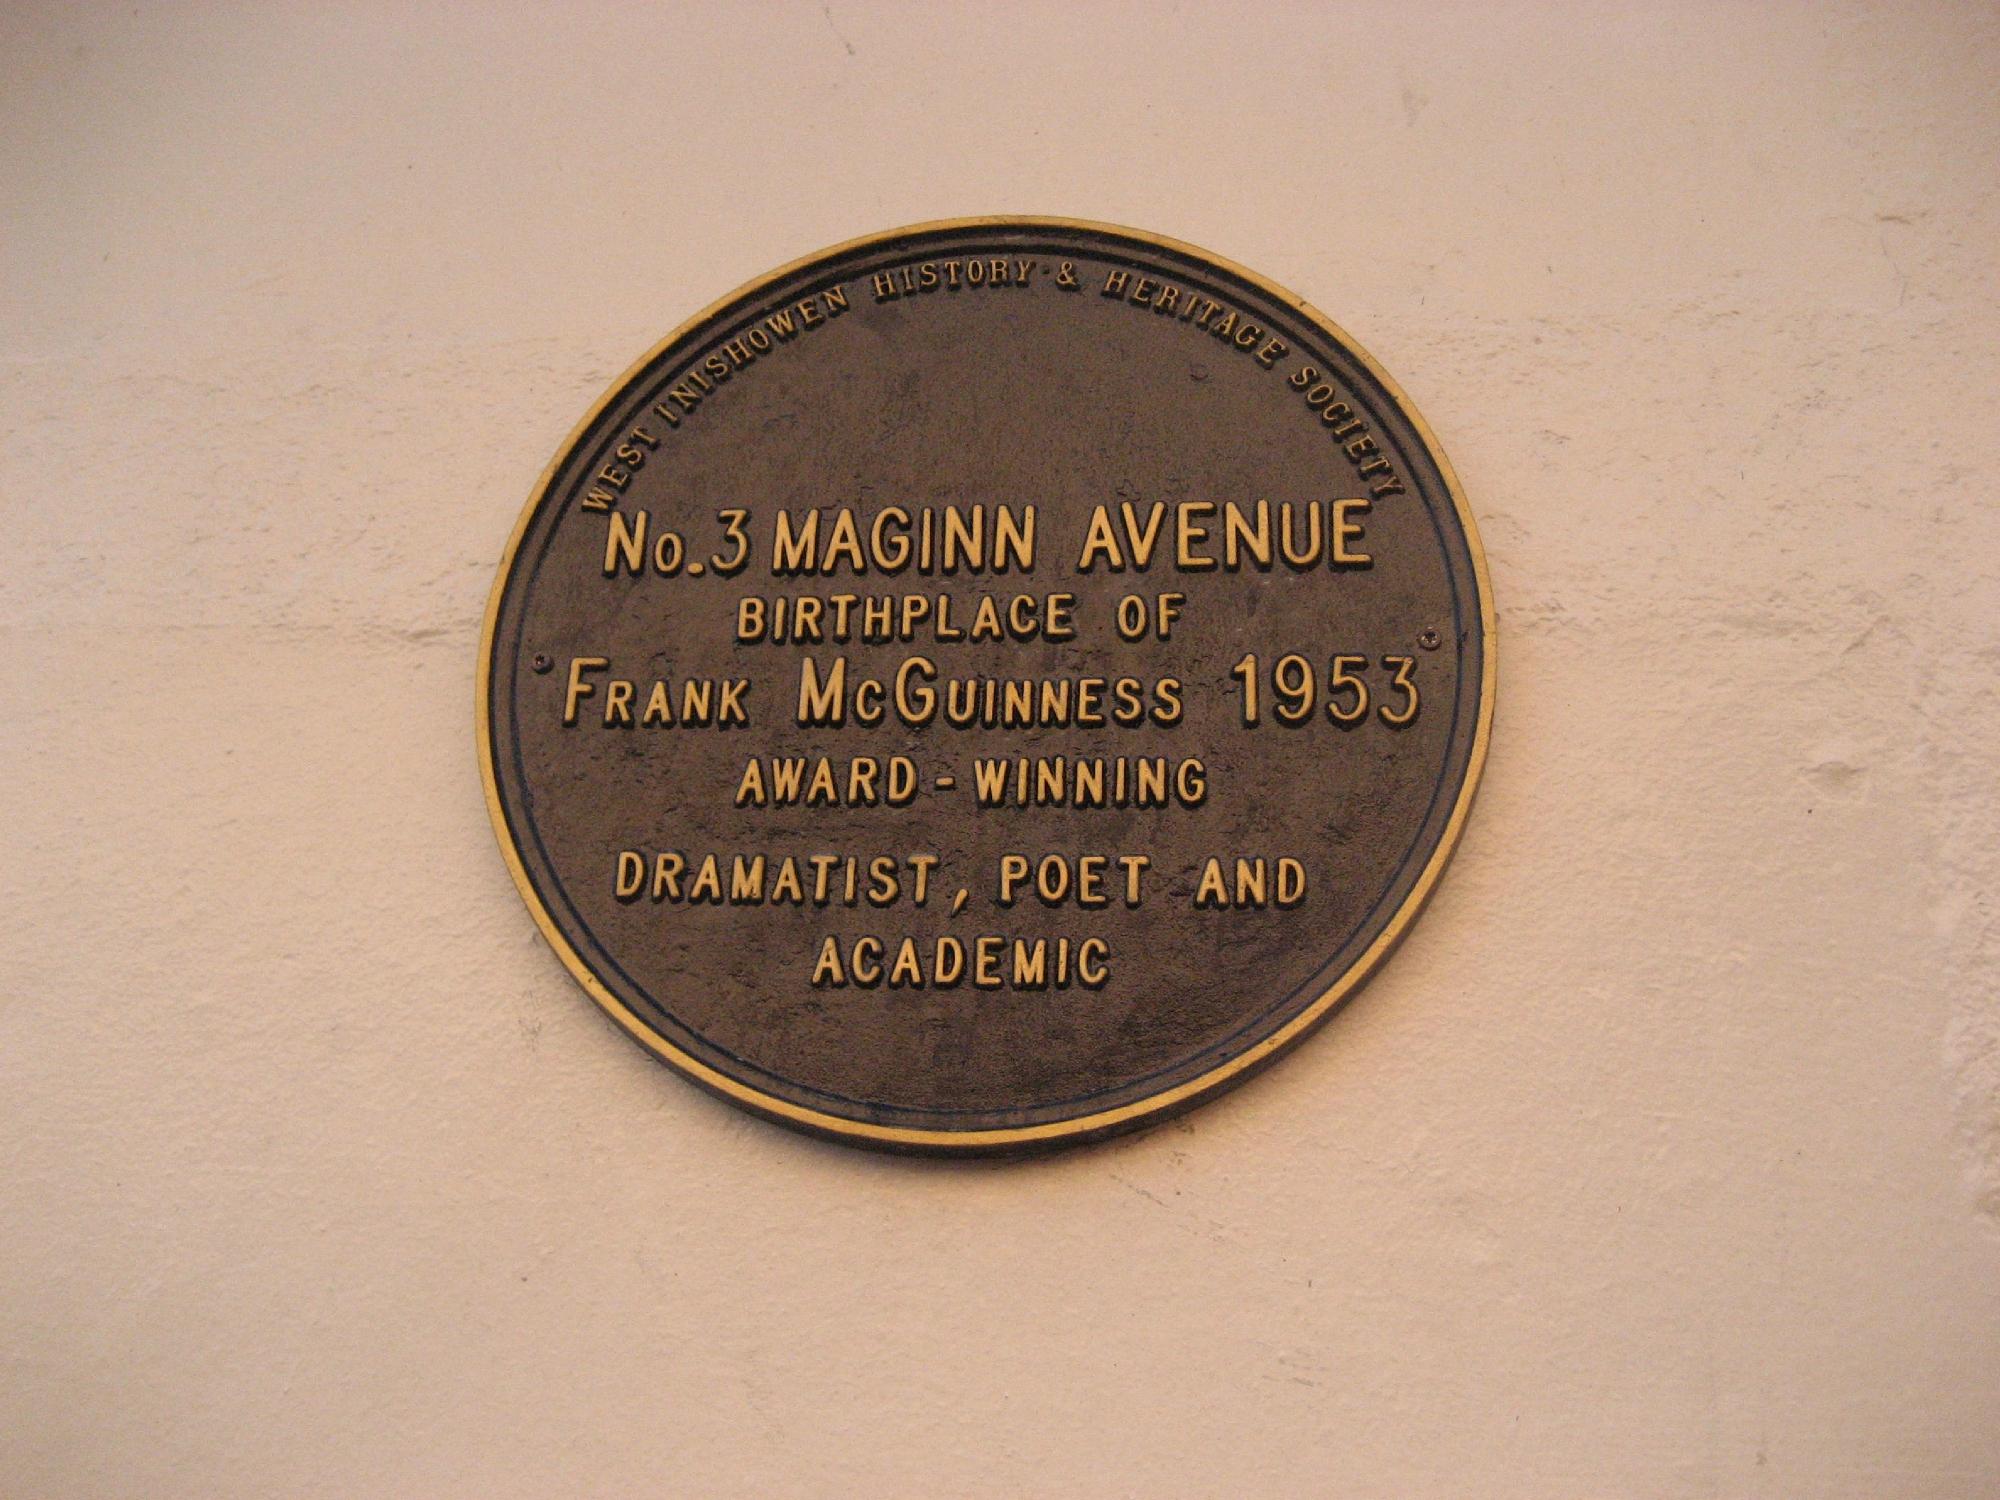 WEST INISHOWEN HISTORY & HERITAGE SOCIETY
No.3 MAGINN AVENUE
BIRTHPLACE OF
FRANK McGUINNESS 1953
AWARD-WINNING
DRAMATIST, POET AND
ACADEMIC